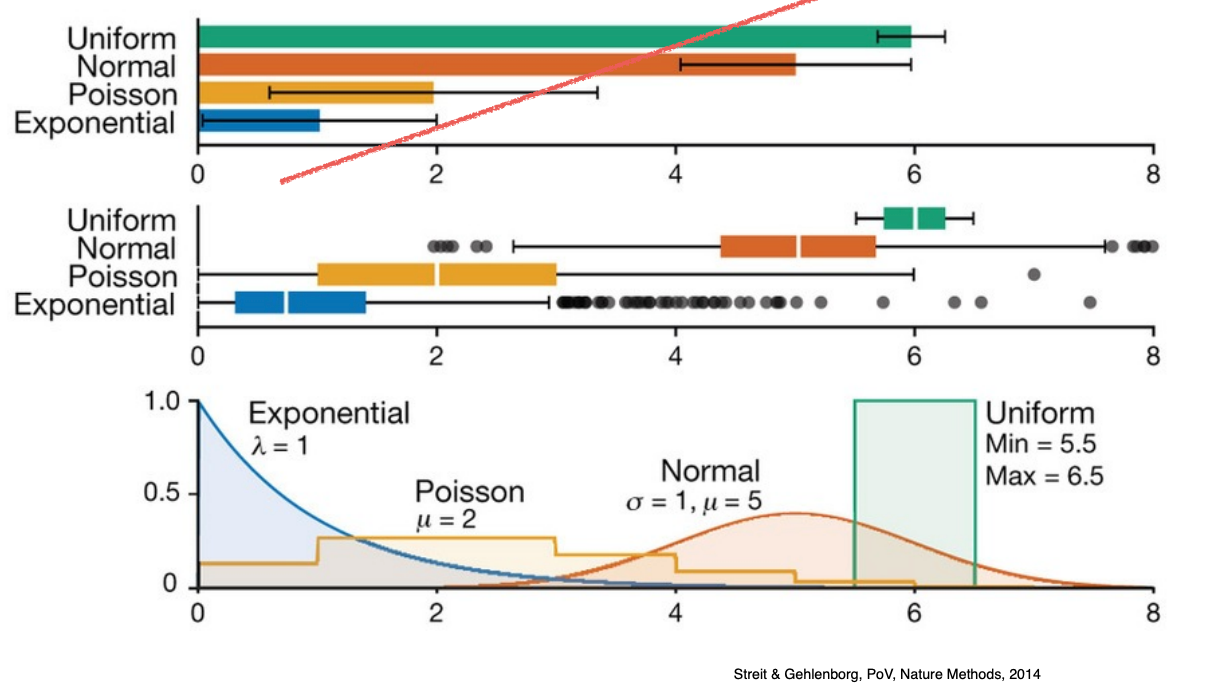 Uniform
Normal
Poisson
Exponential
0 2 4 6 8
Uniform
Normal
Poisson
Exponential
0 2 4 6 8
1.0
0.5
0
Exponential
λ = 1
Poisson
μ = 2
Normal
σ = 1, μ = 5
Uniform
Min = 5.5
Max = 6.5
0 2 4 6 8
Streit & Gehlenborg, PoV, Nature Methods, 2014